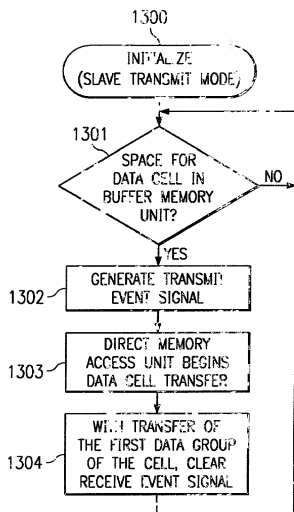 1300
INITIALIZE
(SLAVE TRANSMIT MODE)
1301
SPACE FOR
DATA CELL IN
BUFFER MEMORY
UNIT?
NO
YES
1302
GENERATE TRANSMIT
EVENT SIGNAL
1303
DIRECT MEMORY
ACCESS UNIT BEGINS
DATA CELL TRANSFER
1304
WITH TRANSFER OF
THE FIRST DATA GROUP
OF THE CELL, CLEAR
RECEIVE EVENT SIGNAL